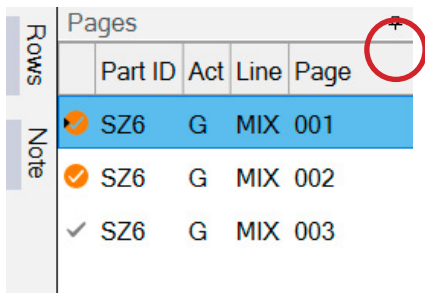 Rows
Note
Pages
Part ID Act Line Page
SZ6 G MIX 001
SZ6 G MIX 002
SZ6 G MIX 003